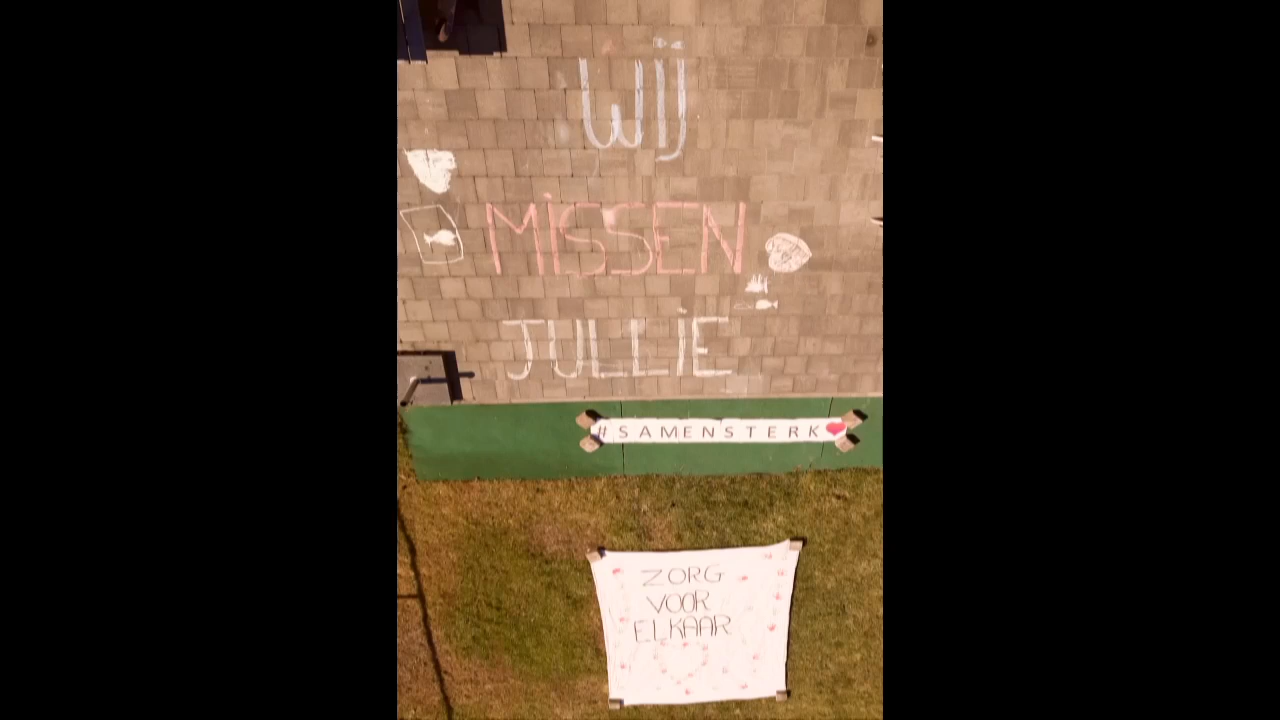 WIJ
MISSEN
JULLIE
#SAMENSTERK
ZORG
VOOR
ELKAAR